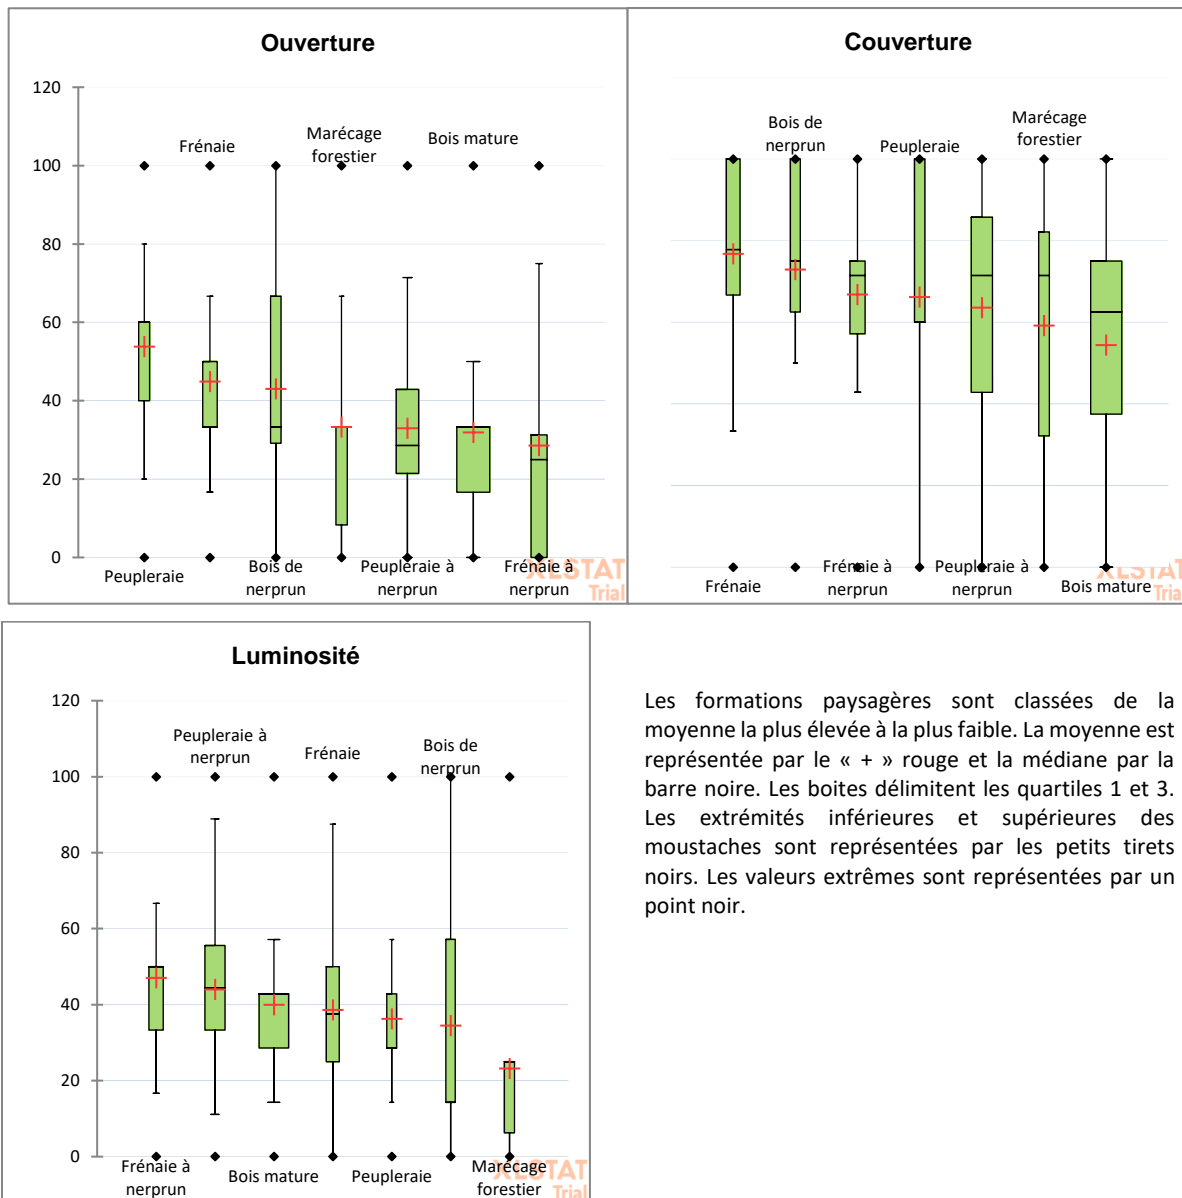 Ouverture
120
100
80
60
40
20
0
Frénaie
Marécage
forestier
Bois mature
Peupleraie
Bois de
nerprun
Peupleraie à
nerprun
Frénaie à
nerprun
XLSTAT
Trial
Couverture
Bois de
nerprun
Peupleraie
Marécage
forestier
Frénaie
Frénaie à
nerprun
Peupleraie à
nerprun
Bois mature
XLSTAT
Trial
Luminosité
120
100
80
60
40
20
0
Peupleraie à
nerprun
Frénaie
Bois de
nerprun
Frénaie à
nerprun
Bois mature
Peupleraie
Marécage
forestier
XLSTAT
Trial
Les formations paysagères sont classées de la
moyenne la plus élevée à la plus faible. La moyenne est
représentée par le « + » rouge et la médiane par la
barre noire. Les boites délimitent les quartiles 1 et 3.
Les extrémités inférieures et supérieures des
moustaches sont représentées par les petits tirets
noirs. Les valeurs extrêmes sont représentées par un
point noir.